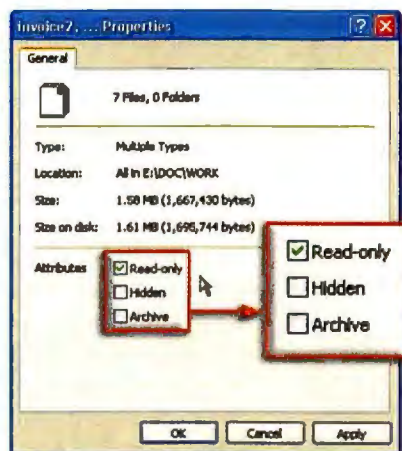 invoice2, ... Properties
General
7 Files, 0 Folders
Type: Multiple Types
Location: All in E:\DOC\WORK
Size: 1.58 MB (1,667,430 bytes)
Size on disk: 1.61 MB (1,695,744 bytes)
Attributes
Read-only
Hidden
Archive
Read-only
Hidden
Archive
OK Cancel Apply